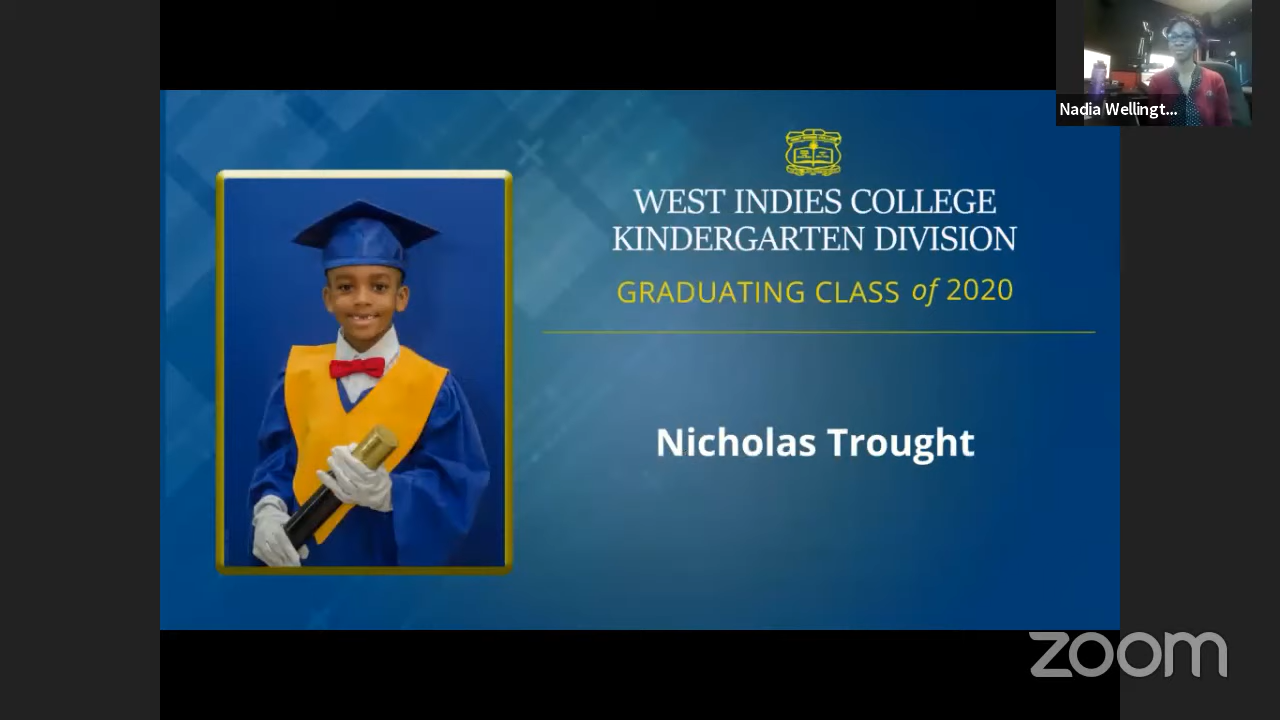 Nadia Wellingt...
WEST INDIES COLLEGE
KINDERGARTEN DIVISION
GRADUATING CLASS of 2020
Nicholas Trought
zoom